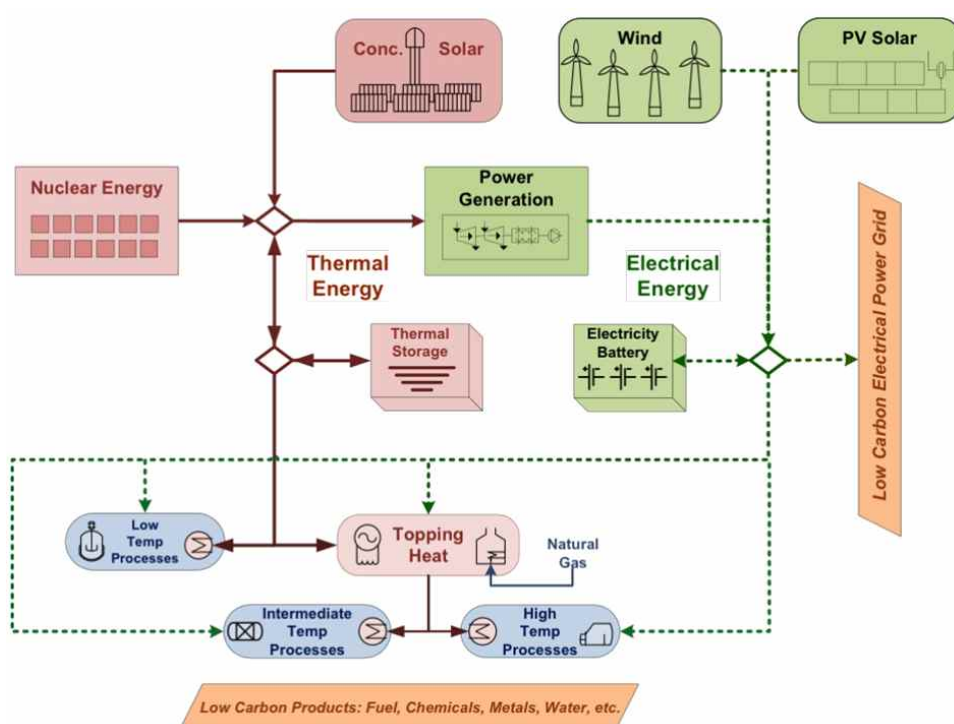 Conc. Solar
Wind
PV Solar
Nuclear Energy
Power
Generation
Thermal
Energy
Electrical
Energy
Thermal
Storage
Electricity
Battery
Low Carbon Electrical Power Grid
Low
Temp
Processes
Topping
Heat
Natural
Gas
Intermediate
Temp
Processes
High
Temp
Processes
Low Carbon Products: Fuel, Chemicals, Metals, Water, etc.